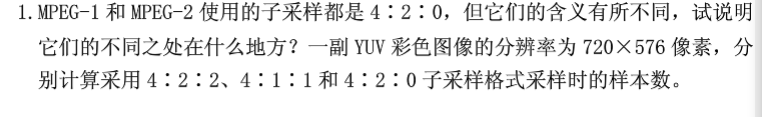 1. MPEG-1 和 MPEG-2 使用的子采样都是 4∶2∶0，但它们的含义有所不同，试说明
它们的不同之处在什么地方？一副 YUV 彩色图像的分辨率为 720×576 像素，分
别计算采用 4∶2∶2、4∶1∶1 和 4∶2∶0 子采样格式采样时的样本数。